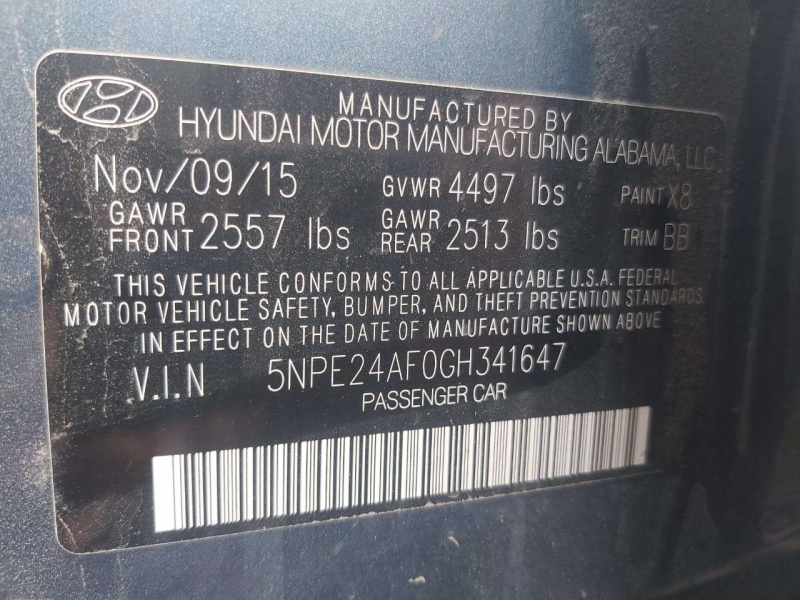 MANUFACTURED BY
HYUNDAI MOTOR MANUFACTURING ALABAMA, LLC
Nov/09/15 GVWR 4497 lbs PAINT X8
GAWR FRONT 2557 lbs GAWR REAR 2513 lbs TRIM BB
THIS VEHICLE CONFORMS TO ALL APPLICABLE U.S.A. FEDERAL
MOTOR VEHICLE SAFETY, BUMPER, AND THEFT PREVENTION STANDARDS
IN EFFECT ON THE DATE OF MANUFACTURE SHOWN ABOVE
V.I.N 5NPE24AF0GH341647
PASSENGER CAR